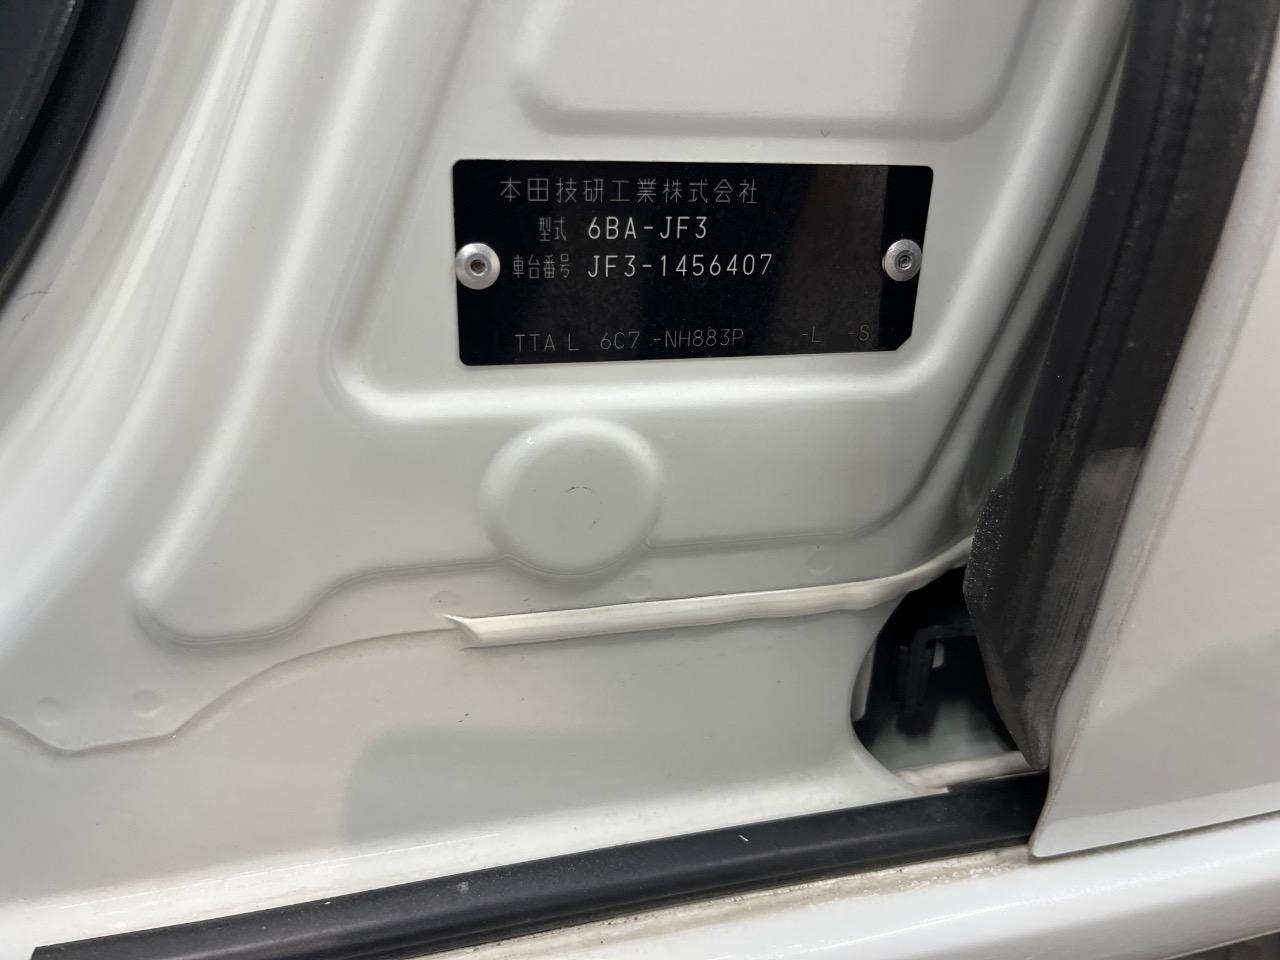 本田技研工業株式会社
型式 6BA-JF3
車台番号 JF3-1456407
TTA L 6C7 -NH883P -L -S